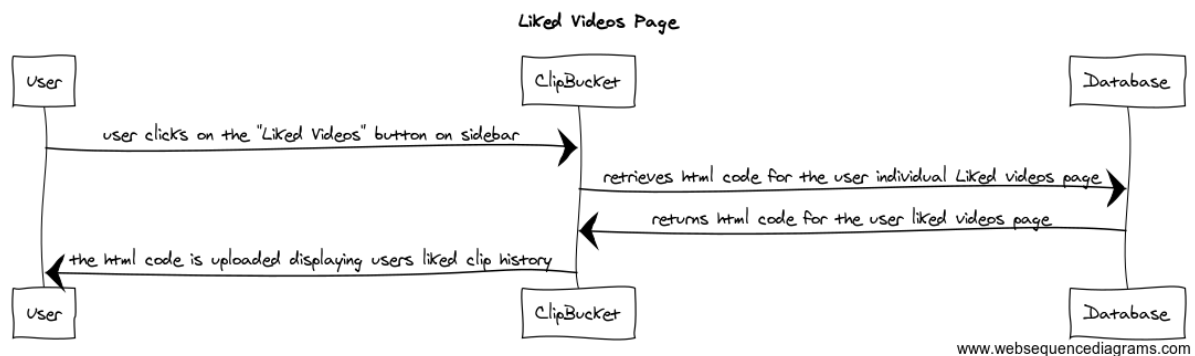 Liked Videos Page
User
ClipBucket
Database
user clicks on the "Liked Videos" button on sidebar
retrieves html code for the user individual Liked videos page
returns html code for the user liked videos page
the html code is uploaded displaying users liked clip history
User
ClipBucket
Database
www.websequencediagrams.com